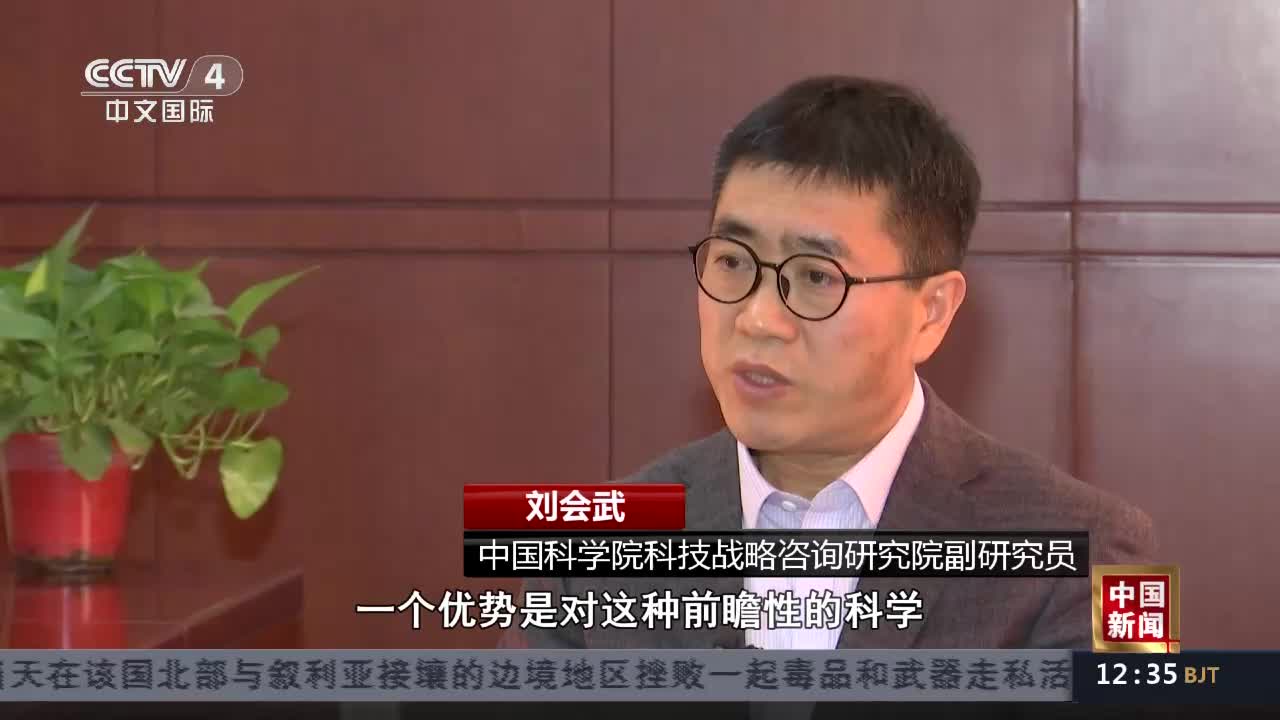 CCTV 4
中文国际
刘会武
中国科学院科技战略咨询研究院副研究员
一个优势是对这种前瞻性的科学
中国
新闻
天在该国北部与叙利亚接壤的边境地区挫败一起毒品和武器走私活
12:35 BJT